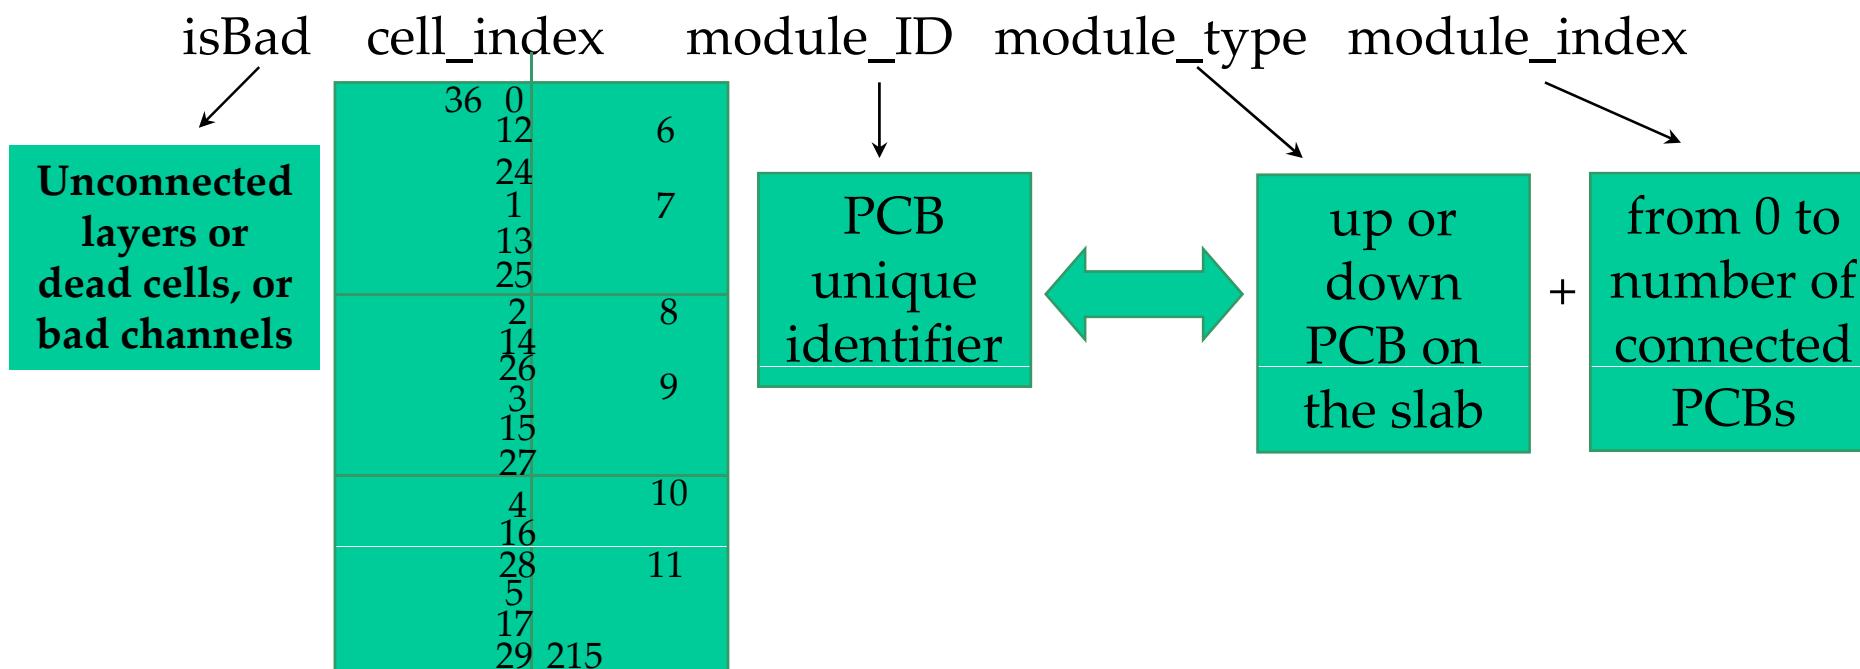 isBad cell_index module_ID module_type module_index
Unconnected
layers or
dead cells, or
bad channels
36 0
12 6
24
1 7
13
25
2 8
14
26
3 9
15
27
4 10
16
28 11
5
17
29 215
PCB
unique
identifier
up or
down
PCB on
the slab
+
from 0 to
number of
connected
PCBs